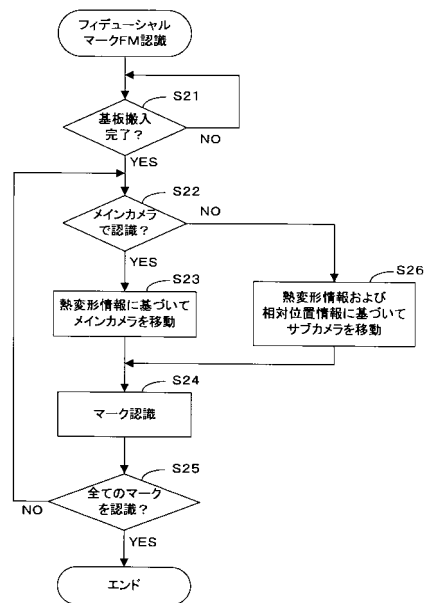 フィデューシャル
マークFM認識
S21
基板搬入
完了?
NO
YES
S22
メインカメラ
で認識?
NO
YES
S23
熱変形情報に基づいて
メインカメラを移動
S26
熱変形情報および
相対位置情報に基づいて
サブカメラを移動
S24
マーク認識
S25
全てのマーク
を認識?
NO
YES
エンド